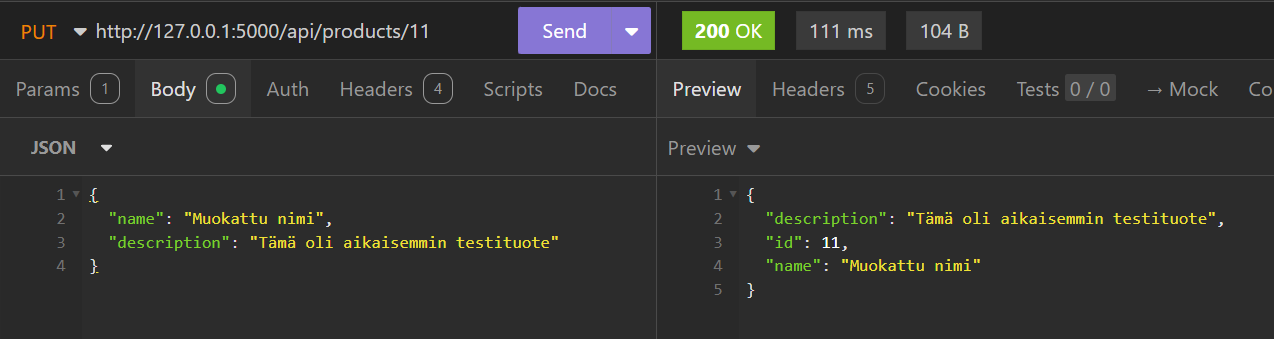 PUT http://127.0.0.1:5000/api/products/11 Send 200 OK 111 ms 104 B
Params 1 Body Auth Headers 4 Scripts Docs Preview Headers 5 Cookies Tests 0 / 0 → Mock Co
JSON Preview
1 {
2 "name": "Muokattu nimi",
3 "description": "Tämä oli aikaisemmin testituote"
4 }
1 {
2 "description": "Tämä oli aikaisemmin testituote",
3 "id": 11,
4 "name": "Muokattu nimi"
5 }